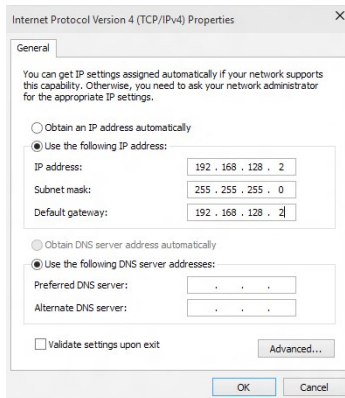 Internet Protocol Version 4 (TCP/IPv4) Properties
General
You can get IP settings assigned automatically if your network supports
this capability. Otherwise, you need to ask your network administrator
for the appropriate IP settings.
Obtain an IP address automatically
Use the following IP address:
IP address: 192 . 168 . 128 . 2
Subnet mask: 255 . 255 . 255 . 0
Default gateway: 192 . 168 . 128 . 2
Obtain DNS server address automatically
Use the following DNS server addresses:
Preferred DNS server: . . .
Alternate DNS server: . . .
Validate settings upon exit
Advanced...
OK Cancel